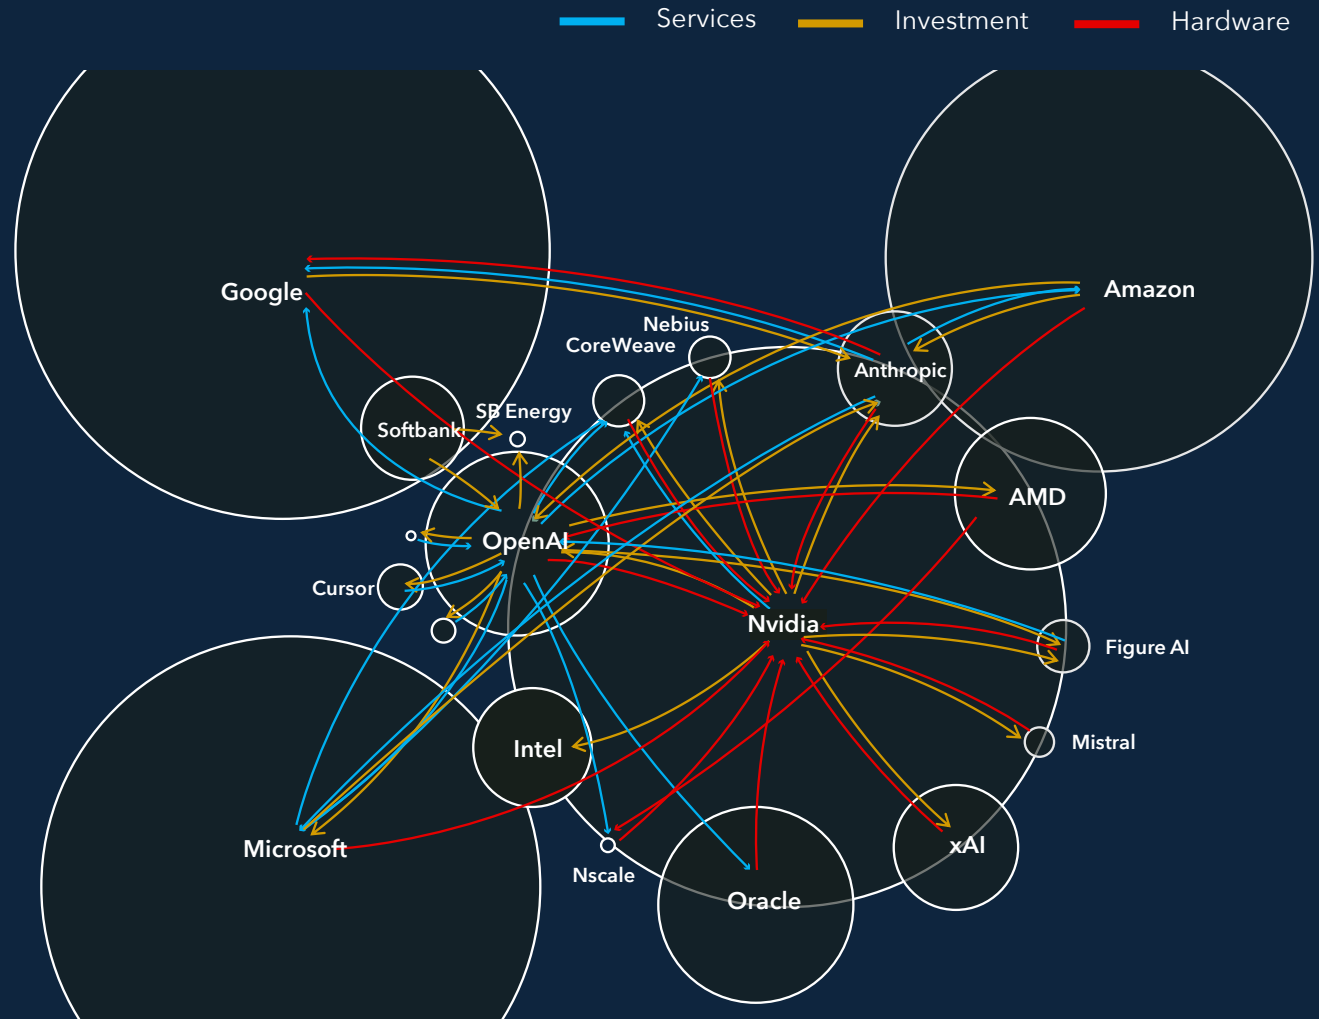 Services Investment Hardware
Google
Amazon
Nebius
CoreWeave
Anthropic
SB Energy
Softbank
AMD
OpenAI
Cursor
Nvidia
Figure AI
Mistral
Intel
Microsoft
xAI
Nscale
Oracle